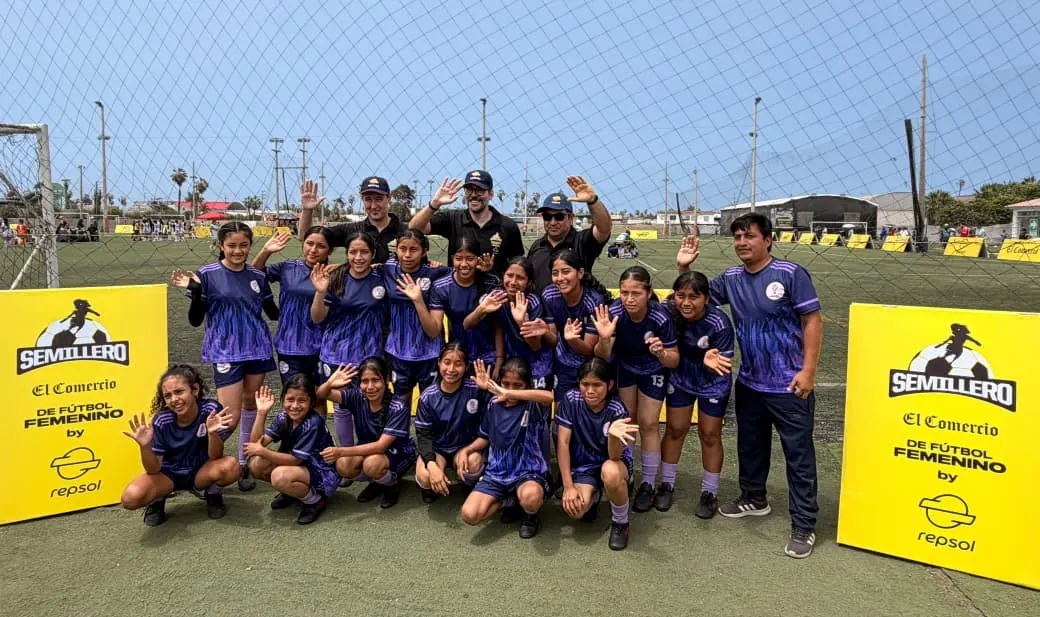 SEMILLERO
El Comercio
DE FÚTBOL
FEMENINO
by
repsol
13
SEMILLERO
El Comercio
DE FÚTBOL
FEMENINO
by
repsol